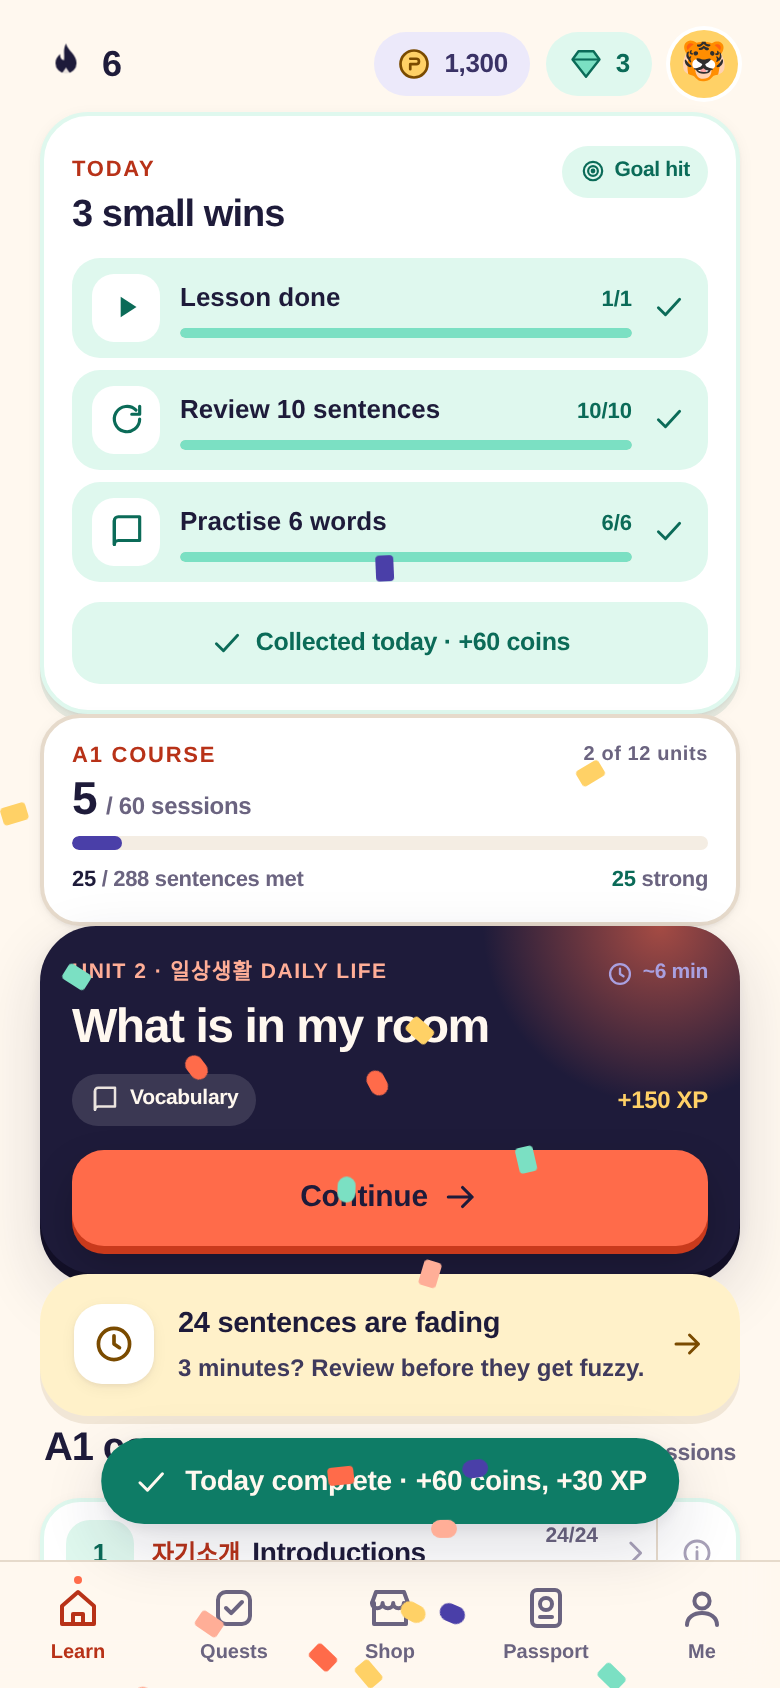 6
1,300
3
TODAY
Goal hit
3 small wins
Lesson done 1/1
Review 10 sentences 10/10
Practise 6 words 6/6
Collected today · +60 coins
A1 COURSE
2 of 12 units
5 / 60 sessions
25 / 288 sentences met
25 strong
UNIT 2 · 일상생활 DAILY LIFE
~6 min
What is in my room
Vocabulary
+150 XP
Continue
24 sentences are fading
3 minutes? Review before they get fuzzy.
A1
Today complete · +60 coins, +30 XP
24/24
1 자기소개 Introductions
Learn
Quests
Shop
Passport
Me